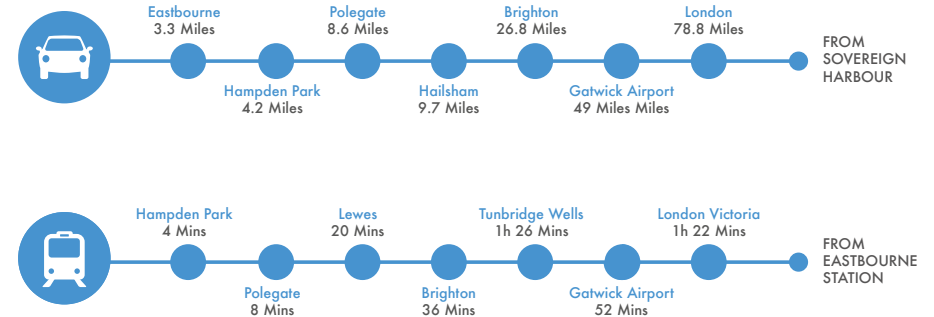 Eastbourne
3.3 Miles
Hampden Park
4.2 Miles
Polegate
8.6 Miles
Hailsham
9.7 Miles
Brighton
26.8 Miles
Gatwick Airport
49 Miles Miles
London
78.8 Miles
FROM
SOVEREIGN
HARBOUR
Hampden Park
4 Mins
Polegate
8 Mins
Lewes
20 Mins
Brighton
36 Mins
Tunbridge Wells
1h 26 Mins
Gatwick Airport
52 Mins
London Victoria
1h 22 Mins
FROM
EASTBOURNE
STATION